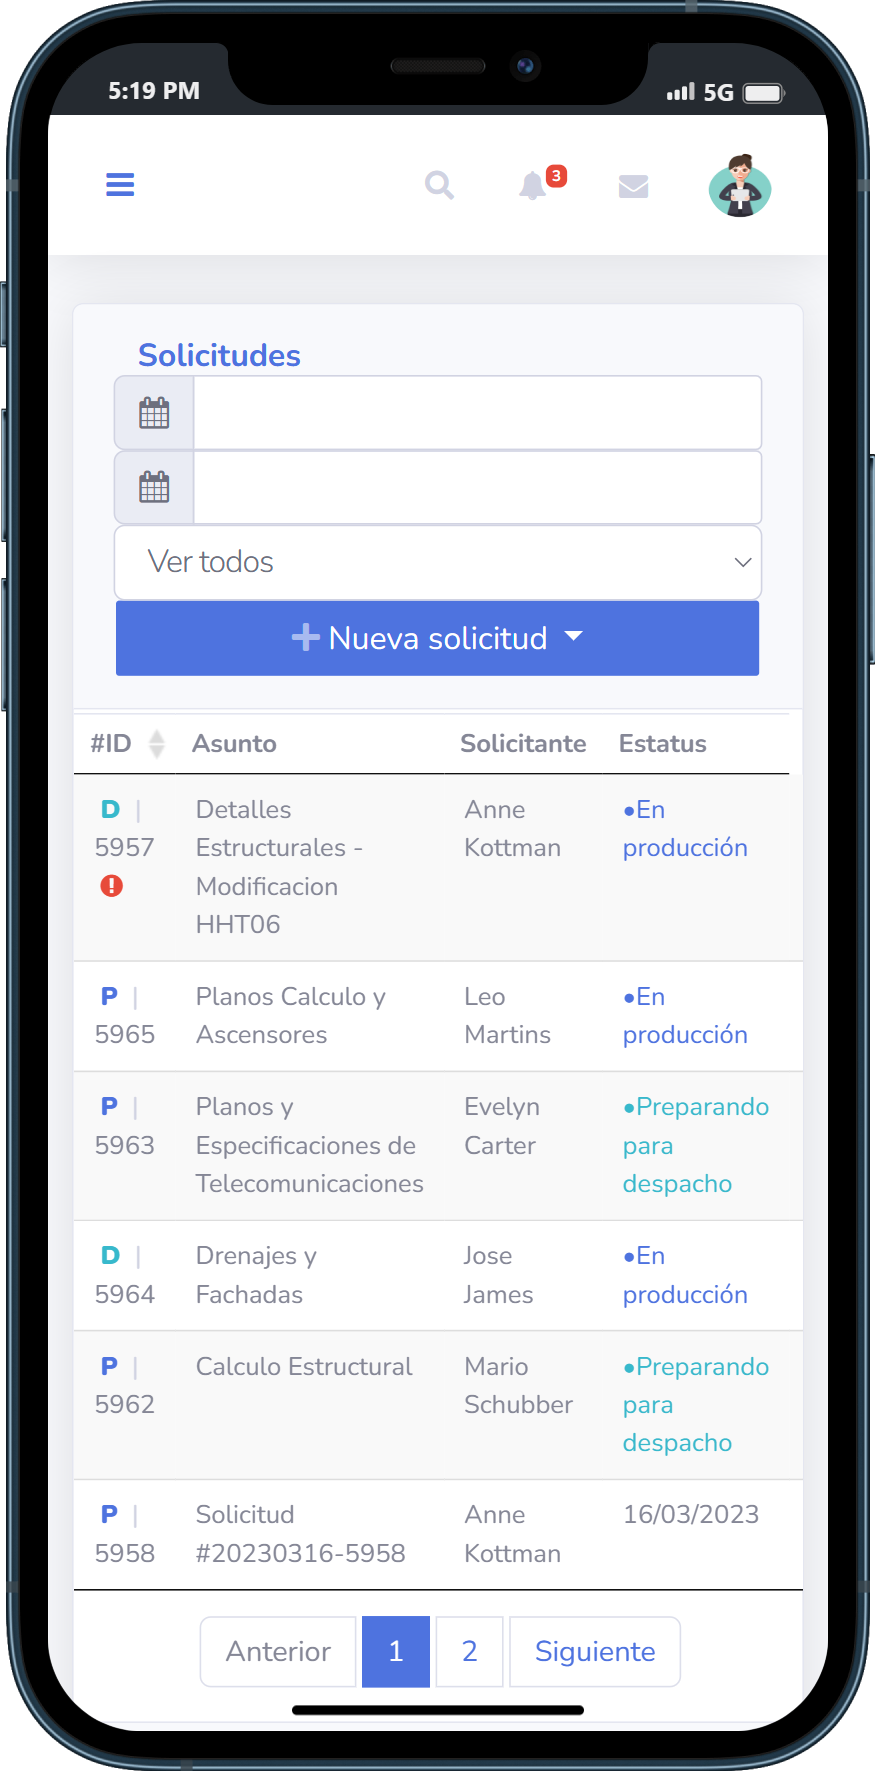 5:19 PM 5G
3
Solicitudes
Ver todos
Nueva solicitud
#ID Asunto Solicitante Estatus
D | Detalles Anne •En
5957 Estructurales - Kottman producción
! Modificacion
HHT06
P | Planos Calculo y Leo •En
5965 Ascensores Martins producción
P | Planos y Evelyn •Preparando
5963 Especificaciones de Carter para
Telecomunicaciones despacho
D | Drenajes y Jose •En
5964 Fachadas James producción
P | Calculo Estructural Mario •Preparando
5962 Schubber para
despacho
P | Solicitud Anne 16/03/2023
5958 #20230316-5958 Kottman
Anterior 1 2 Siguiente